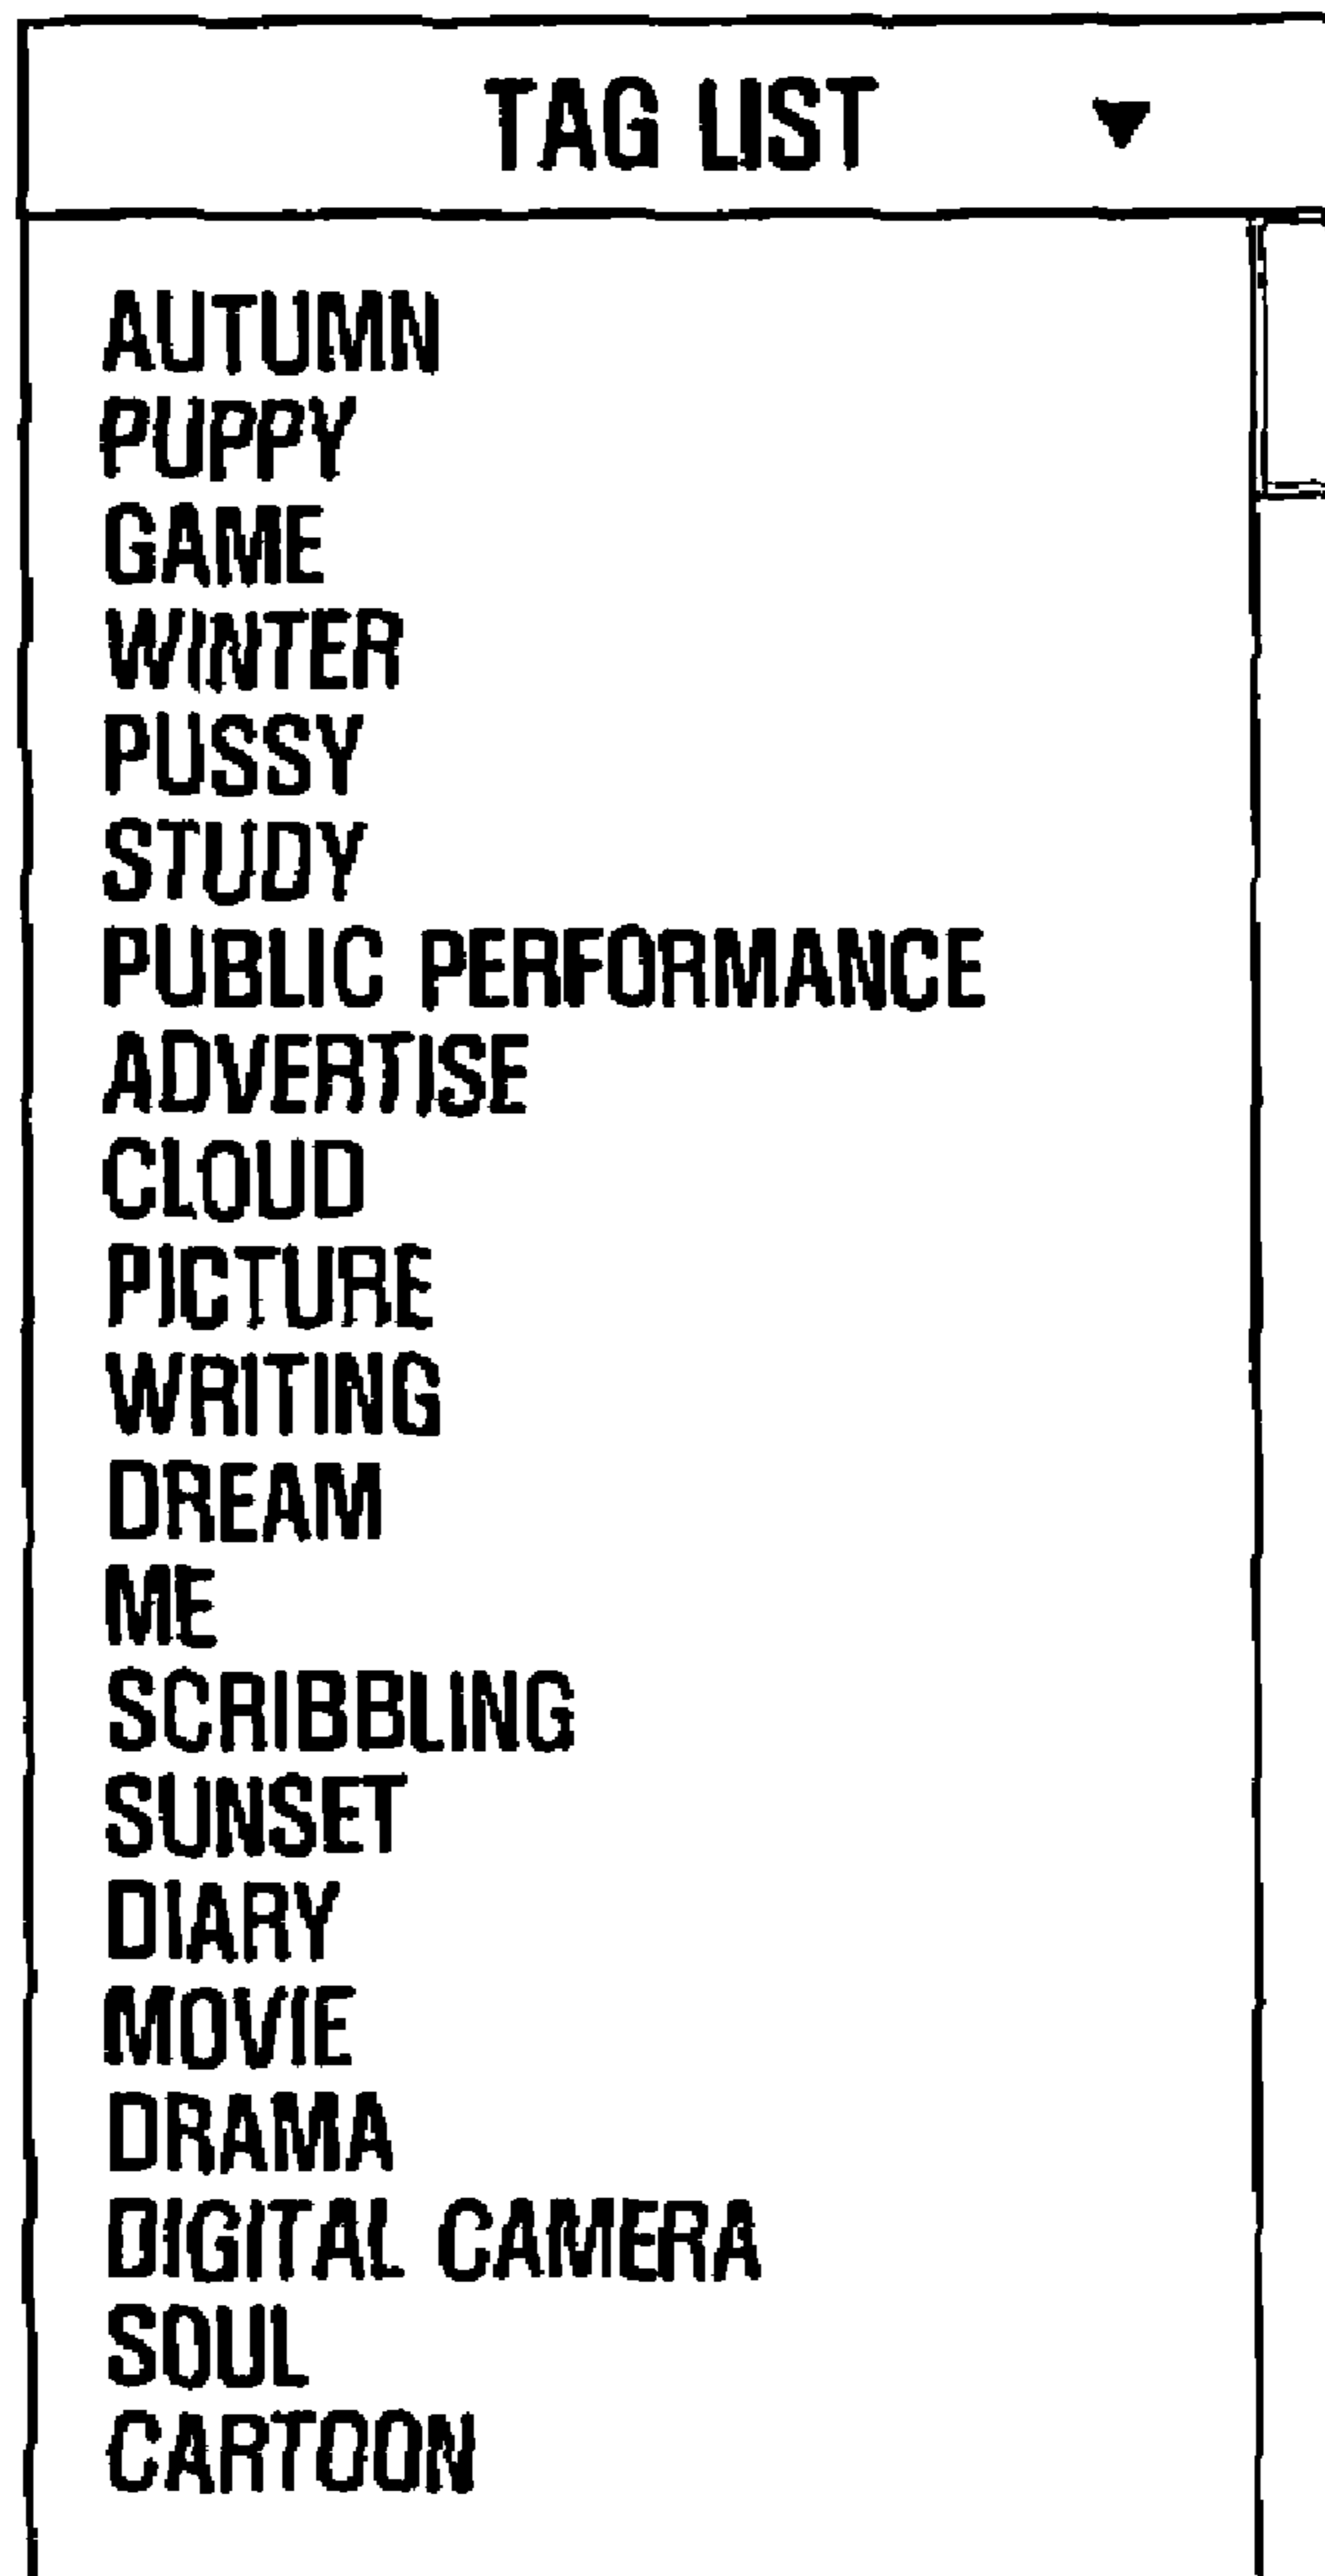 TAG LIST ▼
AUTUMN
PUPPY
GAME
WINTER
PUSSY
STUDY
PUBLIC PERFORMANCE
ADVERTISE
CLOUD
PICTURE
WRITING
DREAM
ME
SCRIBBLING
SUNSET
DIARY
MOVIE
DRAMA
DIGITAL CAMERA
SOUL
CARTOON